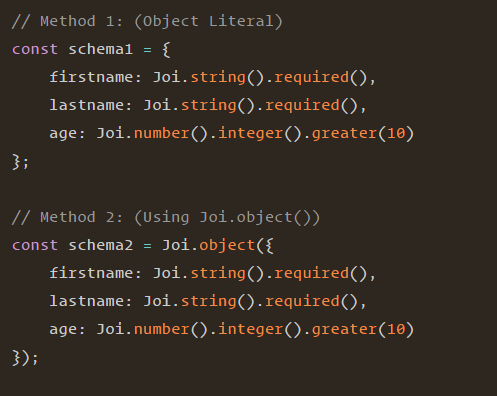 // Method 1: (Object Literal)
const schema1 = {
    firstname: Joi.string().required(),
    lastname: Joi.string().required(),
    age: Joi.number().integer().greater(10)
};

// Method 2: (Using Joi.object())
const schema2 = Joi.object({
    firstname: Joi.string().required(),
    lastname: Joi.string().required(),
    age: Joi.number().integer().greater(10)
});